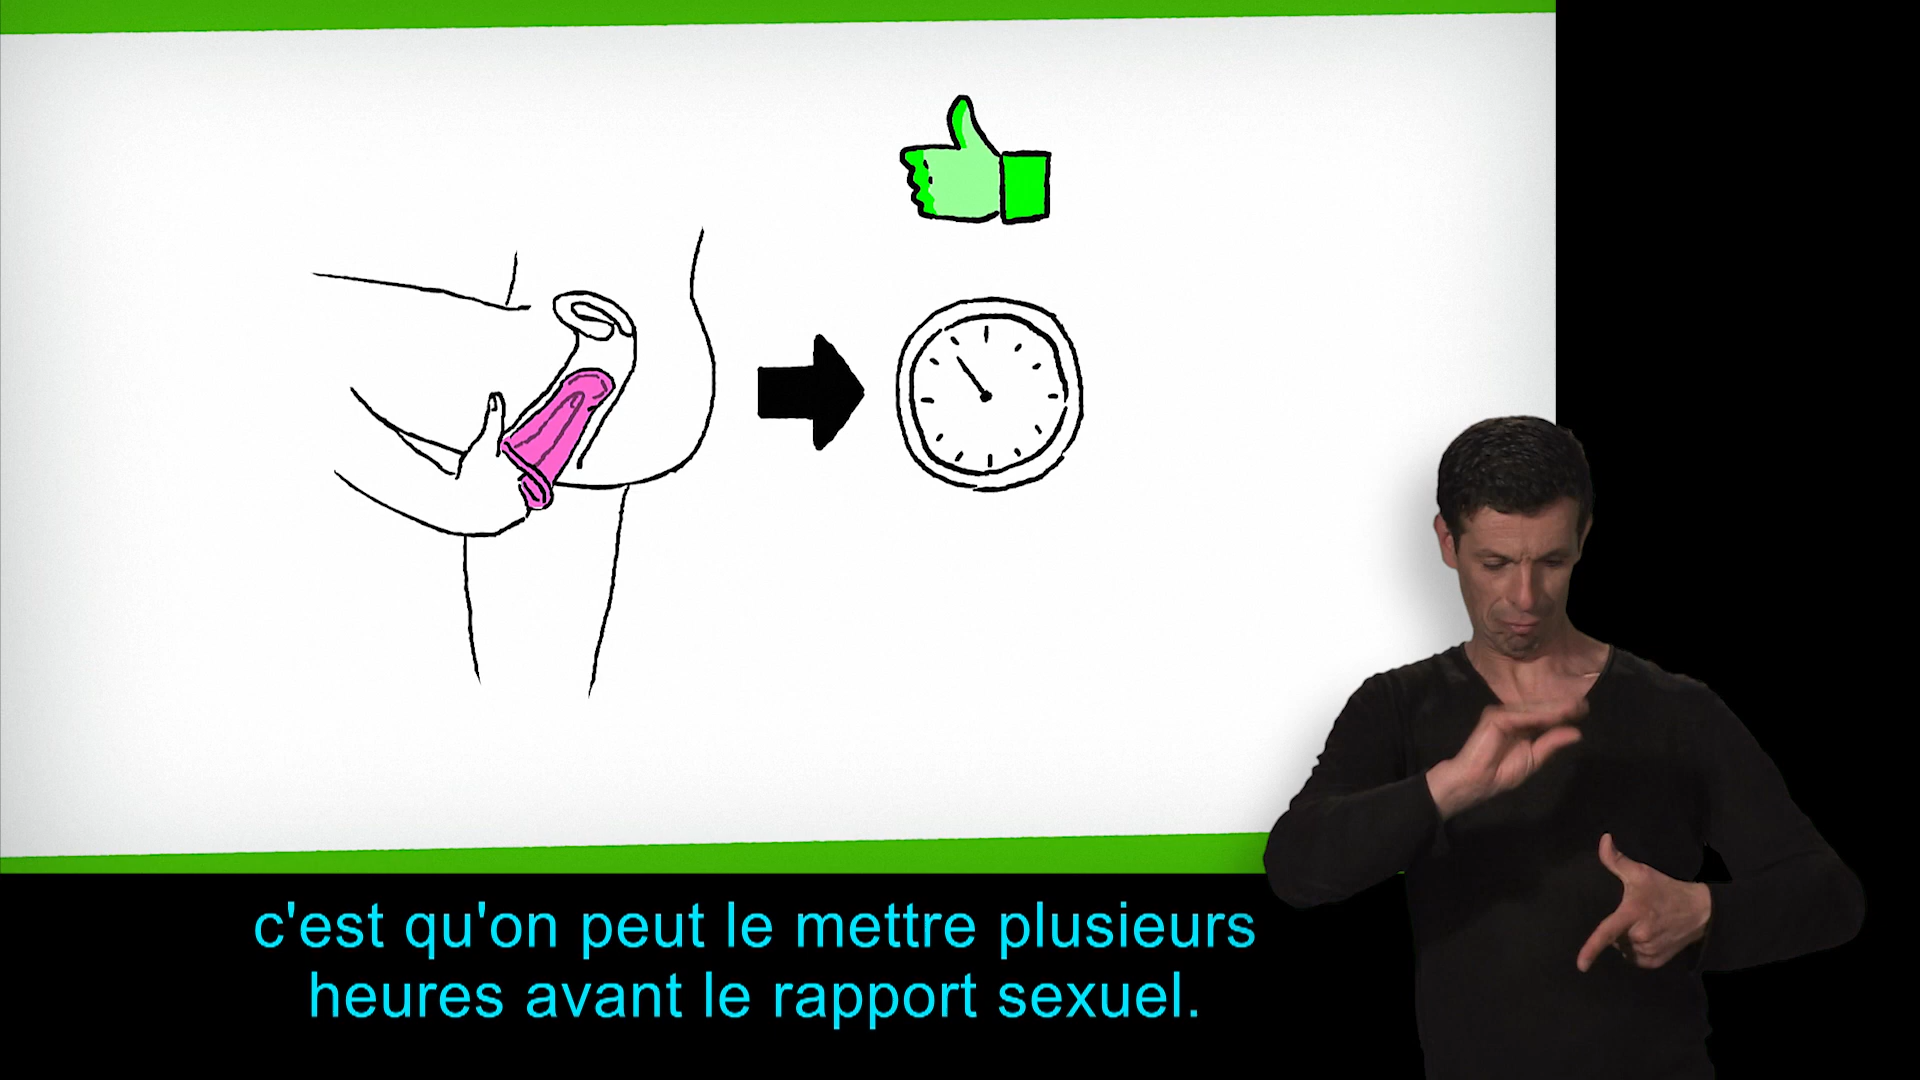 c'est qu'on peut le mettre plusieurs
heures avant le rapport sexuel.